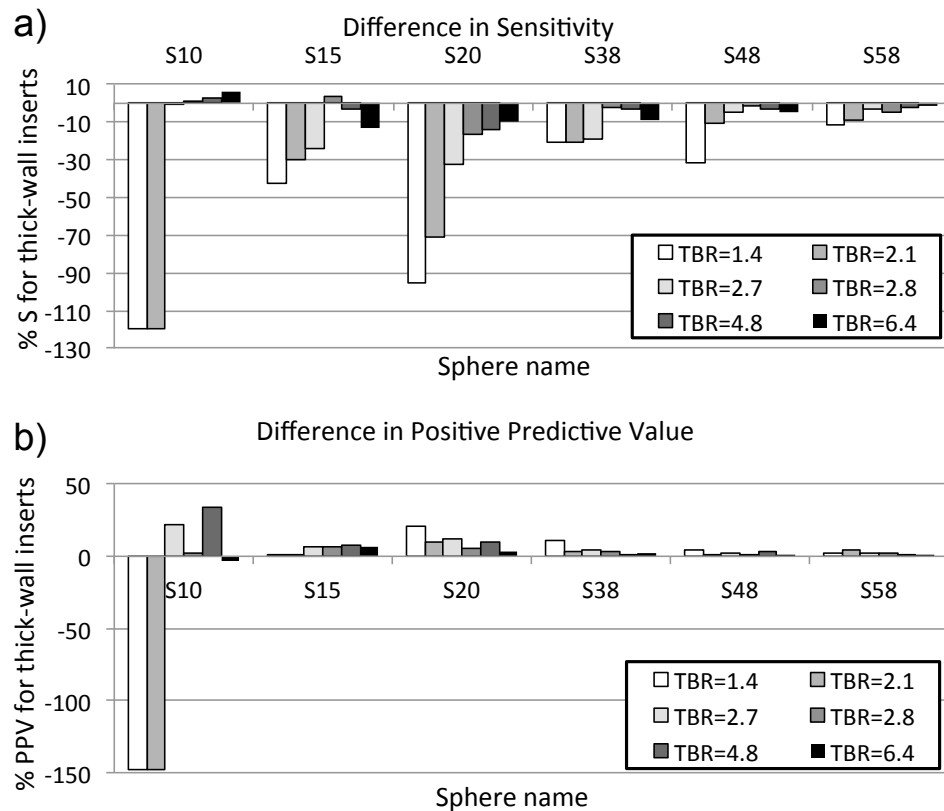 a)
Difference in Sensitivity
S10 S15 S20 S38 S48 S58
% S for thick-wall inserts
10
-10
-30
-50
-70
-90
-110
-130
TBR=1.4 TBR=2.1
TBR=2.7 TBR=2.8
TBR=4.8 TBR=6.4
Sphere name
b)
Difference in Positive Predictive Value
% PPV for thick-wall inserts
50
0
S10 S15 S20 S38 S48 S58
-50
-100
-150
TBR=1.4 TBR=2.1
TBR=2.7 TBR=2.8
TBR=4.8 TBR=6.4
Sphere name